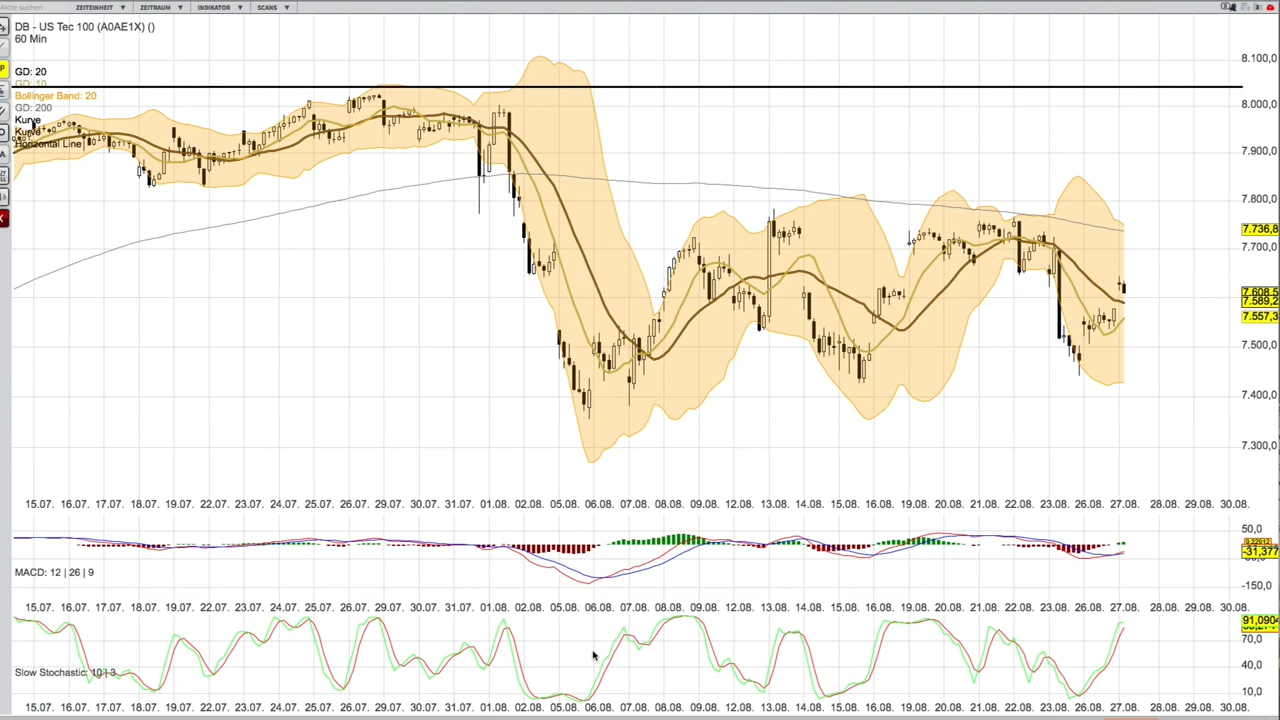 Aktie suchen ZEITEINHEIT ▼ ZEITRAUM ▼ INDIKATOR ▼ SCANS ▼ 3
DB - US Tec 100 (A0AE1X) ()
60 Min
GD: 20
GD: 10
Bollinger Band: 20
GD: 200
Kurve
Kurve
Horizontal Line
8.100,0
8.000,0
7.900,0
7.800,0
7.736,8
7.700,0
7.608,5
7.589,2
7.557,3
7.500,0
7.400,0
7.300,0
15.07. 16.07. 17.07. 18.07. 19.07. 22.07. 23.07. 24.07. 25.07. 26.07. 29.07. 30.07. 31.07. 01.08. 02.08. 05.08. 06.08. 07.08. 08.08. 09.08. 12.08. 13.08. 14.08. 15.08. 16.08. 19.08. 20.08. 21.08. 22.08. 23.08. 26.08. 27.08. 28.08. 29.08. 30.08.
50,0
-31,377
-150,0
MACD: 12 | 26 | 9
15.07. 16.07. 17.07. 18.07. 19.07. 22.07. 23.07. 24.07. 25.07. 26.07. 29.07. 30.07. 31.07. 01.08. 02.08. 05.08. 06.08. 07.08. 08.08. 09.08. 12.08. 13.08. 14.08. 15.08. 16.08. 19.08. 20.08. 21.08. 22.08. 23.08. 26.08. 27.08. 28.08. 29.08. 30.08.
91,0904
70,0
40,0
Slow Stochastic: 10 | 3
10,0
15.07. 16.07. 17.07. 18.07. 19.07. 22.07. 23.07. 24.07. 25.07. 26.07. 29.07. 30.07. 31.07. 01.08. 02.08. 05.08. 06.08. 07.08. 08.08. 09.08. 12.08. 13.08. 14.08. 15.08. 16.08. 19.08. 20.08. 21.08. 22.08. 23.08. 26.08. 27.08. 28.08. 29.08. 30.08.